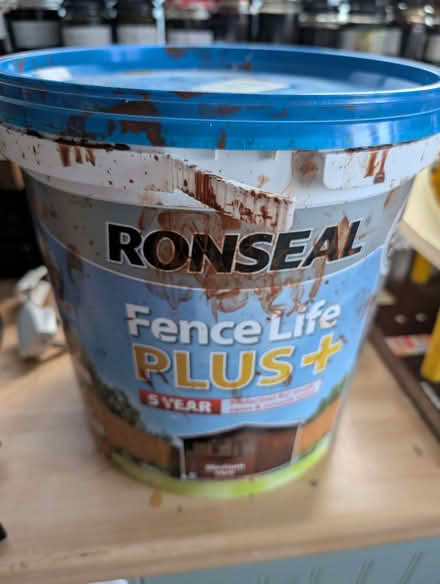 RONSEAL
Fence Life
PLUS+
5 YEAR